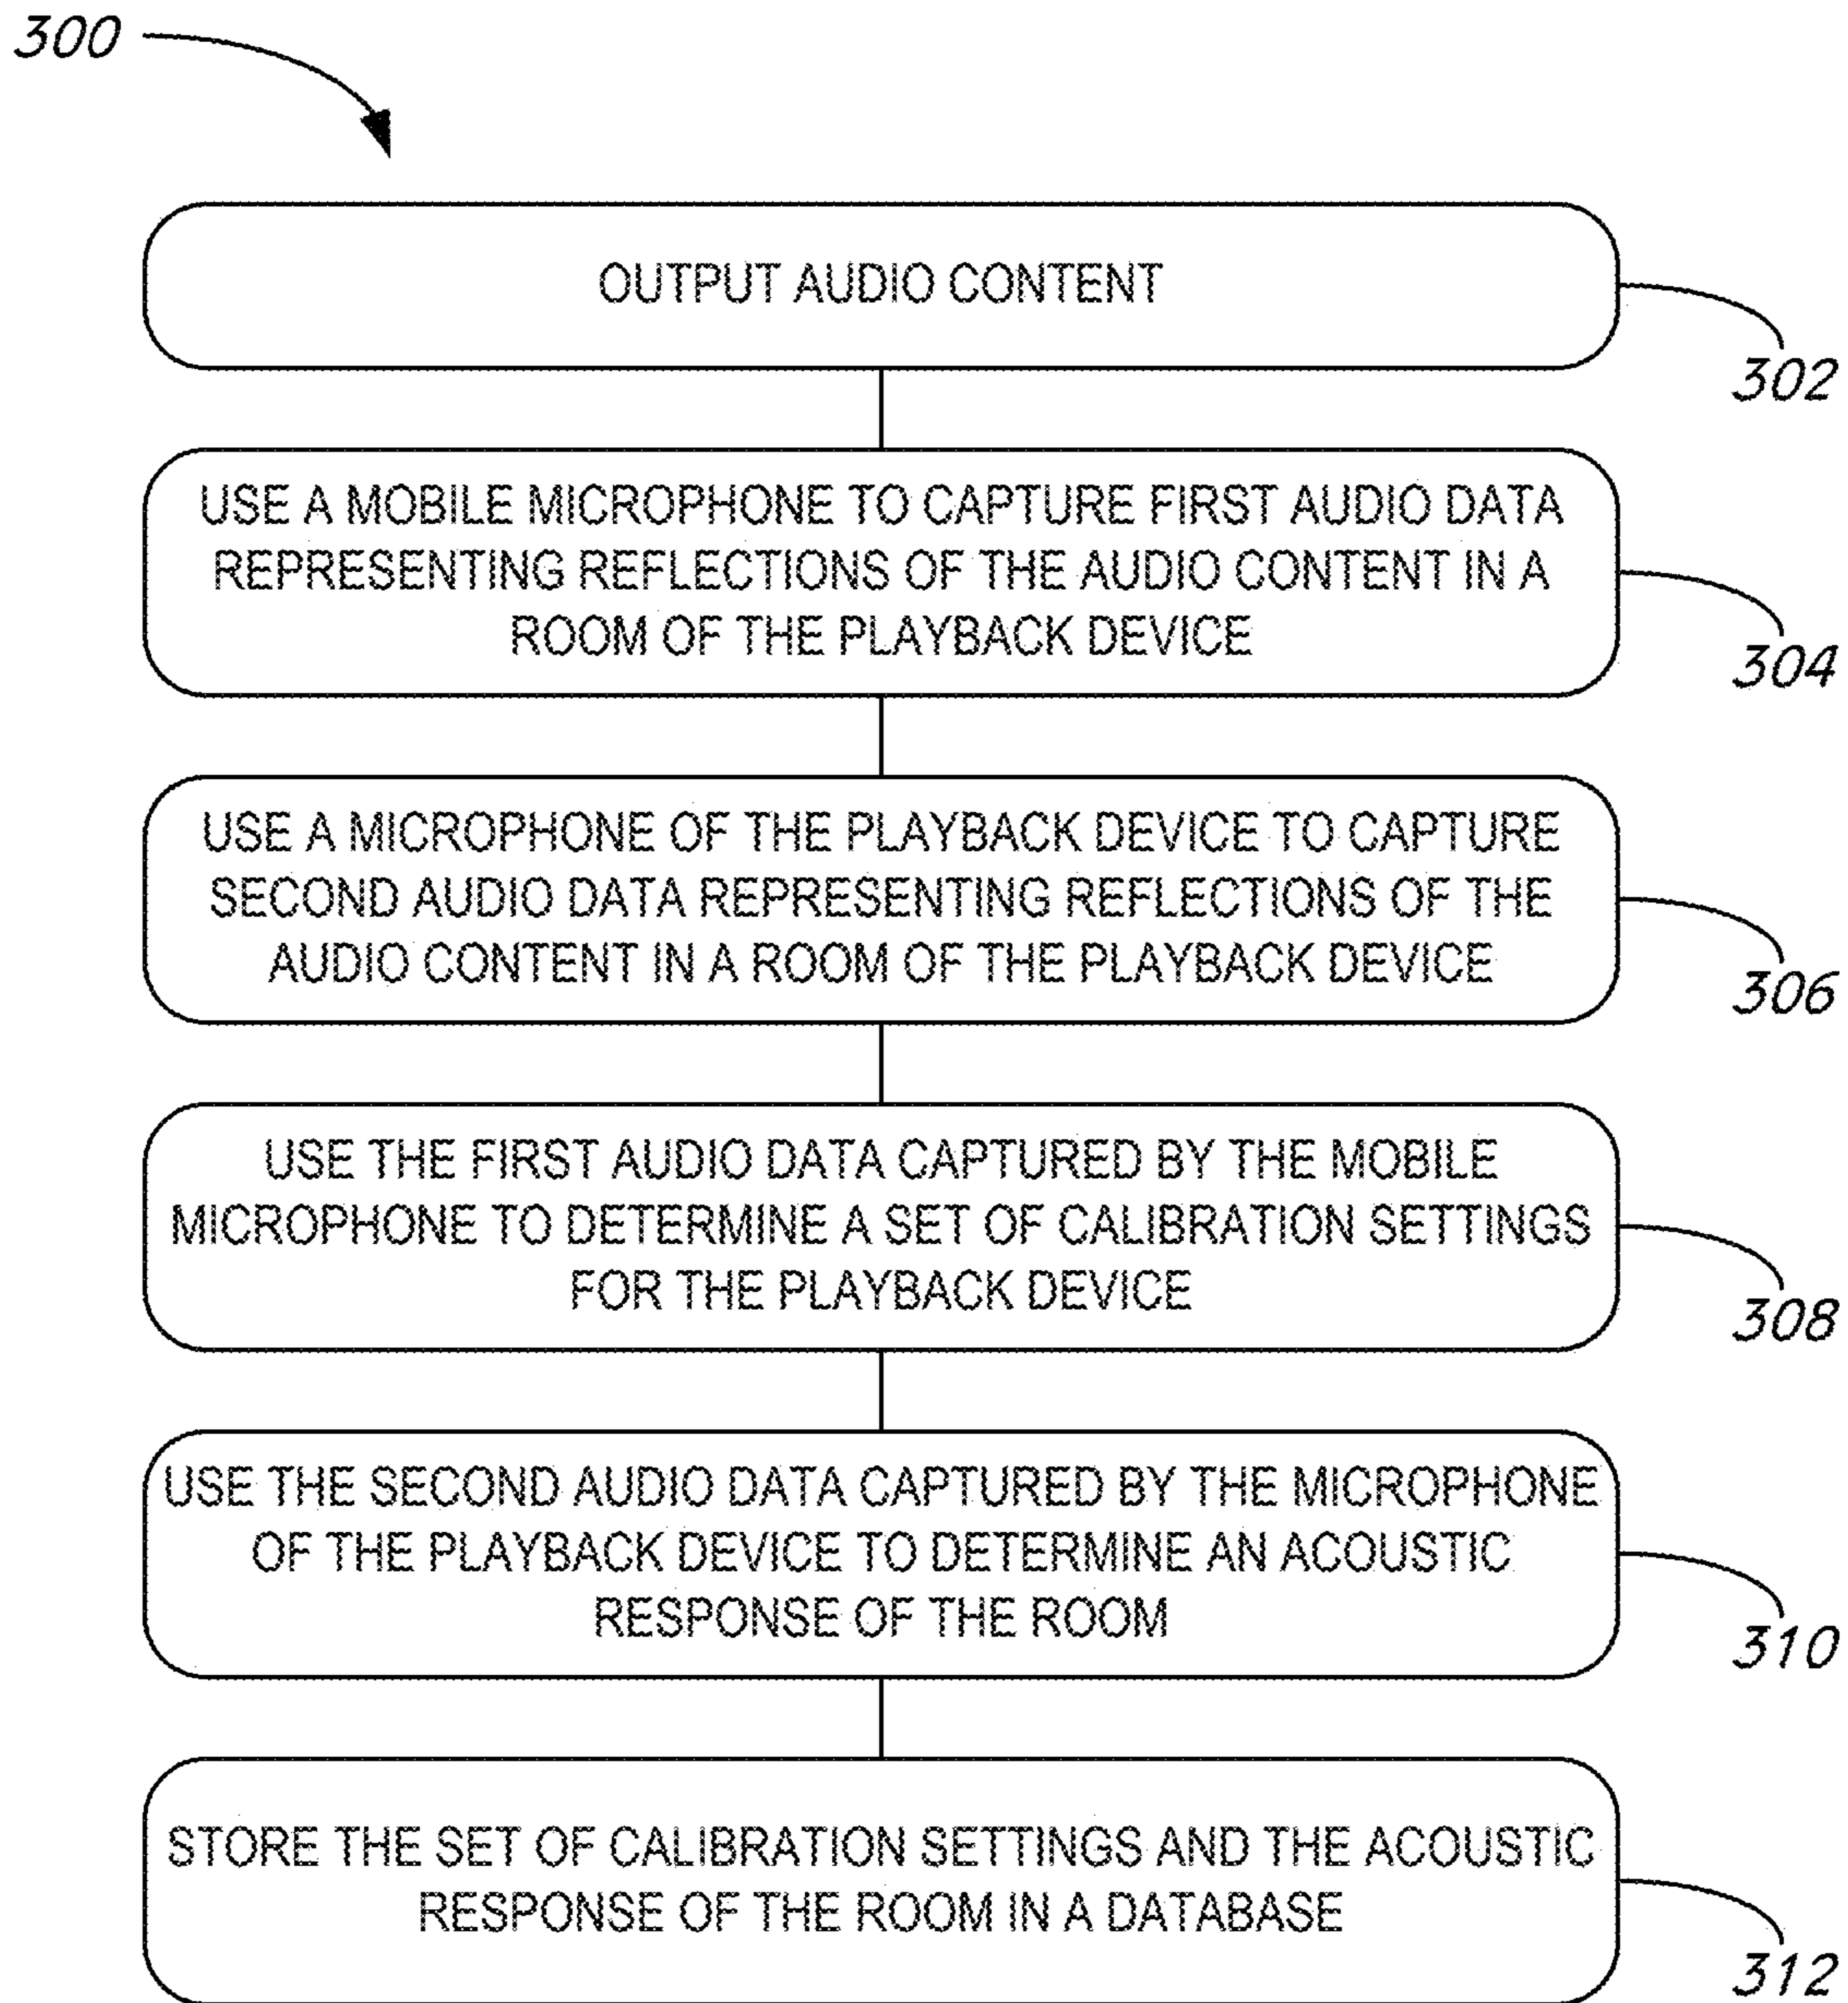 300
OUTPUT AUDIO CONTENT
302
USE A MOBILE MICROPHONE TO CAPTURE FIRST AUDIO DATA
REPRESENTING REFLECTIONS OF THE AUDIO CONTENT IN A
ROOM OF THE PLAYBACK DEVICE
304
USE A MICROPHONE OF THE PLAYBACK DEVICE TO CAPTURE
SECOND AUDIO DATA REPRESENTING REFLECTIONS OF THE
AUDIO CONTENT IN A ROOM OF THE PLAYBACK DEVICE
306
USE THE FIRST AUDIO DATA CAPTURED BY THE MOBILE
MICROPHONE TO DETERMINE A SET OF CALIBRATION SETTINGS
FOR THE PLAYBACK DEVICE
308
USE THE SECOND AUDIO DATA CAPTURED BY THE MICROPHONE
OF THE PLAYBACK DEVICE TO DETERMINE AN ACOUSTIC
RESPONSE OF THE ROOM
310
STORE THE SET OF CALIBRATION SETTINGS AND THE ACOUSTIC
RESPONSE OF THE ROOM IN A DATABASE
312